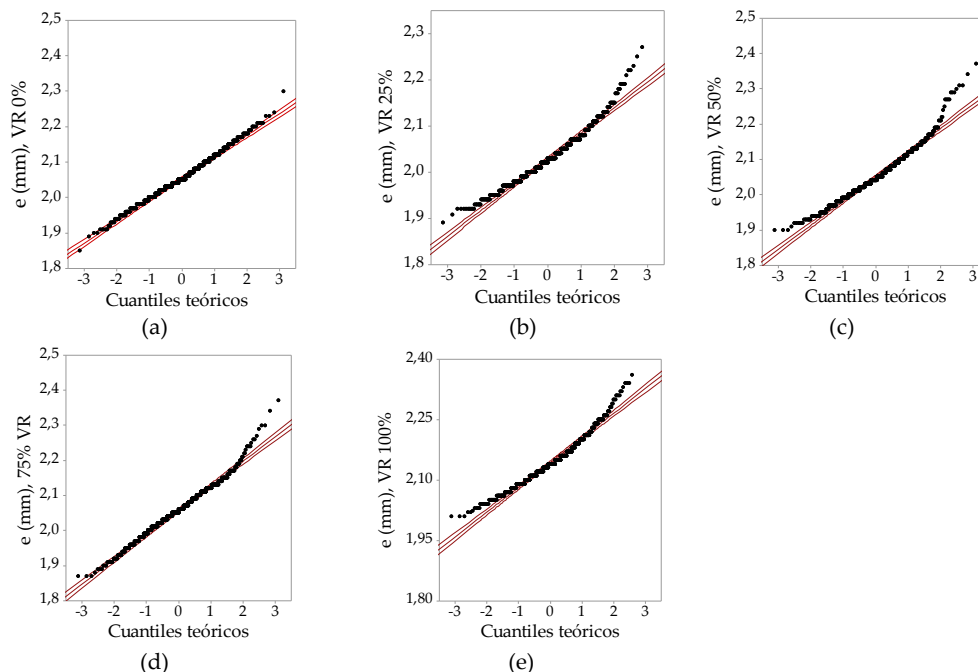 2,5
2,4
2,3
2,2
2,1
2,0
1,9
1,8
e (mm), VR 0%
-3 -2 -1 0 1 2 3
Cuantiles teóricos
(a)
2,3
2,2
2,1
2,0
1,9
1,8
e (mm), VR 25%
-3 -2 -1 0 1 2 3
Cuantiles teóricos
(b)
2,5
2,4
2,3
2,2
2,1
2,0
1,9
1,8
e (mm), VR 50%
-3 -2 -1 0 1 2 3
Cuantiles teóricos
(c)
2,5
2,4
2,3
2,2
2,1
2,0
1,9
1,8
e (mm), 75% VR
-3 -2 -1 0 1 2 3
Cuantiles teóricos
(d)
2,40
2,25
2,10
1,95
1,80
e (mm), VR 100%
-3 -2 -1 0 1 2 3
Cuantiles teóricos
(e)